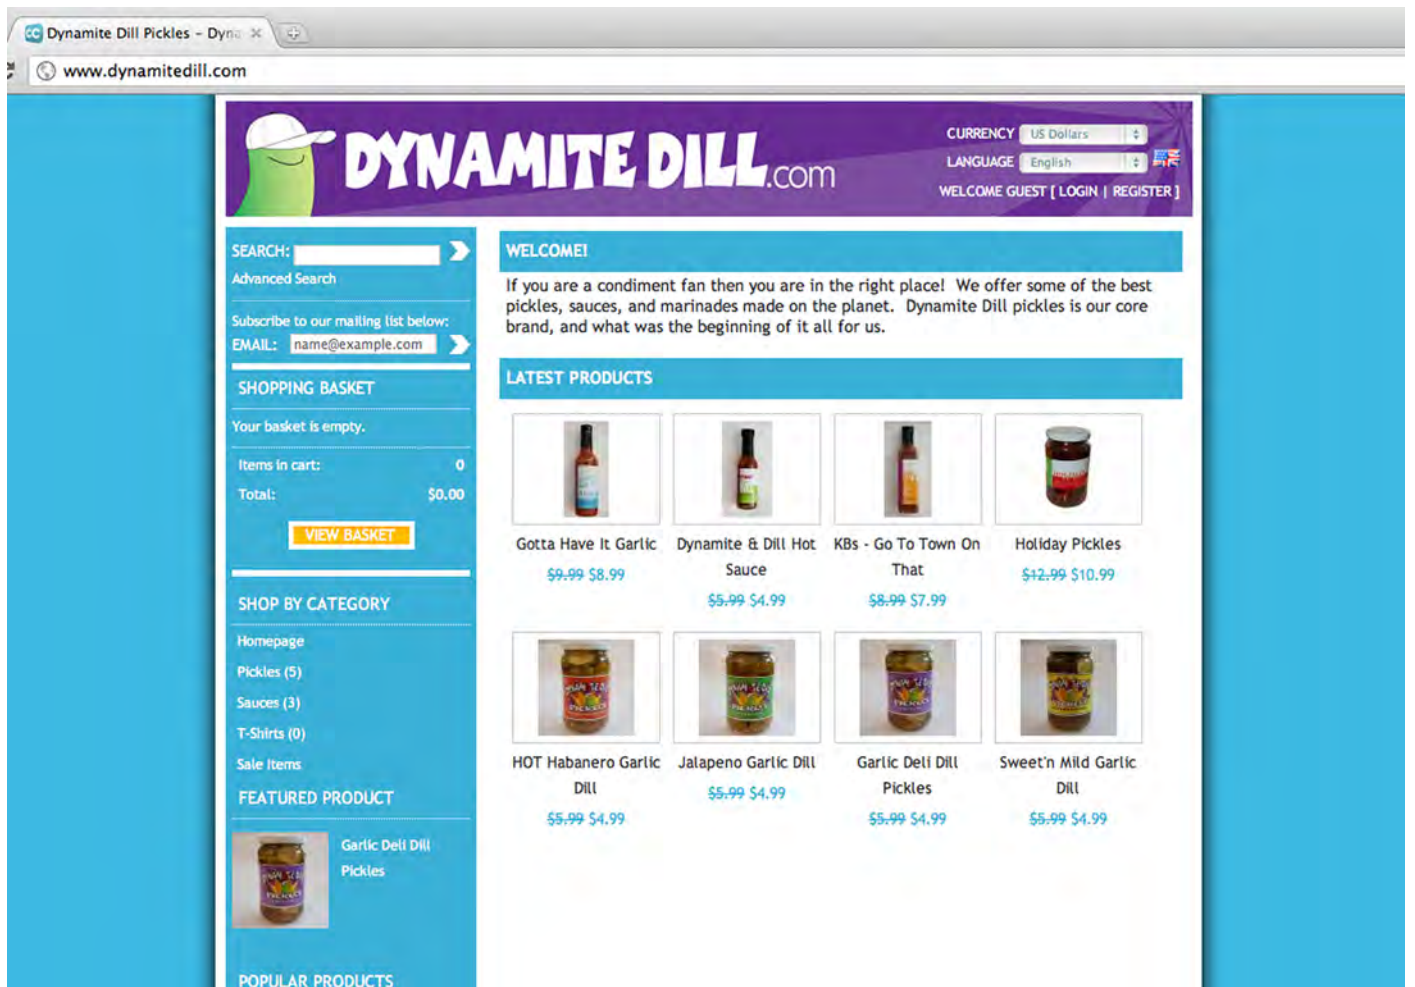 Dynamite Dill Pickles - Dyna
www.dynamitedill.com
DYNAMITE DILL.com
CURRENCY US Dollars
LANGUAGE English
WELCOME GUEST [ LOGIN | REGISTER ]
SEARCH:
Advanced Search
Subscribe to our mailing list below:
EMAIL: name@example.com
SHOPPING BASKET
Your basket is empty.
Items in cart: 0
Total: $0.00
VIEW BASKET
SHOP BY CATEGORY
Homepage
Pickles (5)
Sauces (3)
T-Shirts (0)
Sale Items
FEATURED PRODUCT
Garlic Deli Dill
Pickles
POPULAR PRODUCTS
WELCOME!
If you are a condiment fan then you are in the right place! We offer some of the best
pickles, sauces, and marinades made on the planet. Dynamite Dill pickles is our core
brand, and what was the beginning of it all for us.
LATEST PRODUCTS
Gotta Have It Garlic
$9.99 $8.99
Dynamite & Dill Hot
Sauce
$5.99 $4.99
KBs - Go To Town On
That
$8.99 $7.99
Holiday Pickles
$12.99 $10.99
HOT Habanero Garlic
Dill
$5.99 $4.99
Jalapeno Garlic Dill
$5.99 $4.99
Garlic Deli Dill
Pickles
$5.99 $4.99
Sweet'n Mild Garlic
Dill
$5.99 $4.99